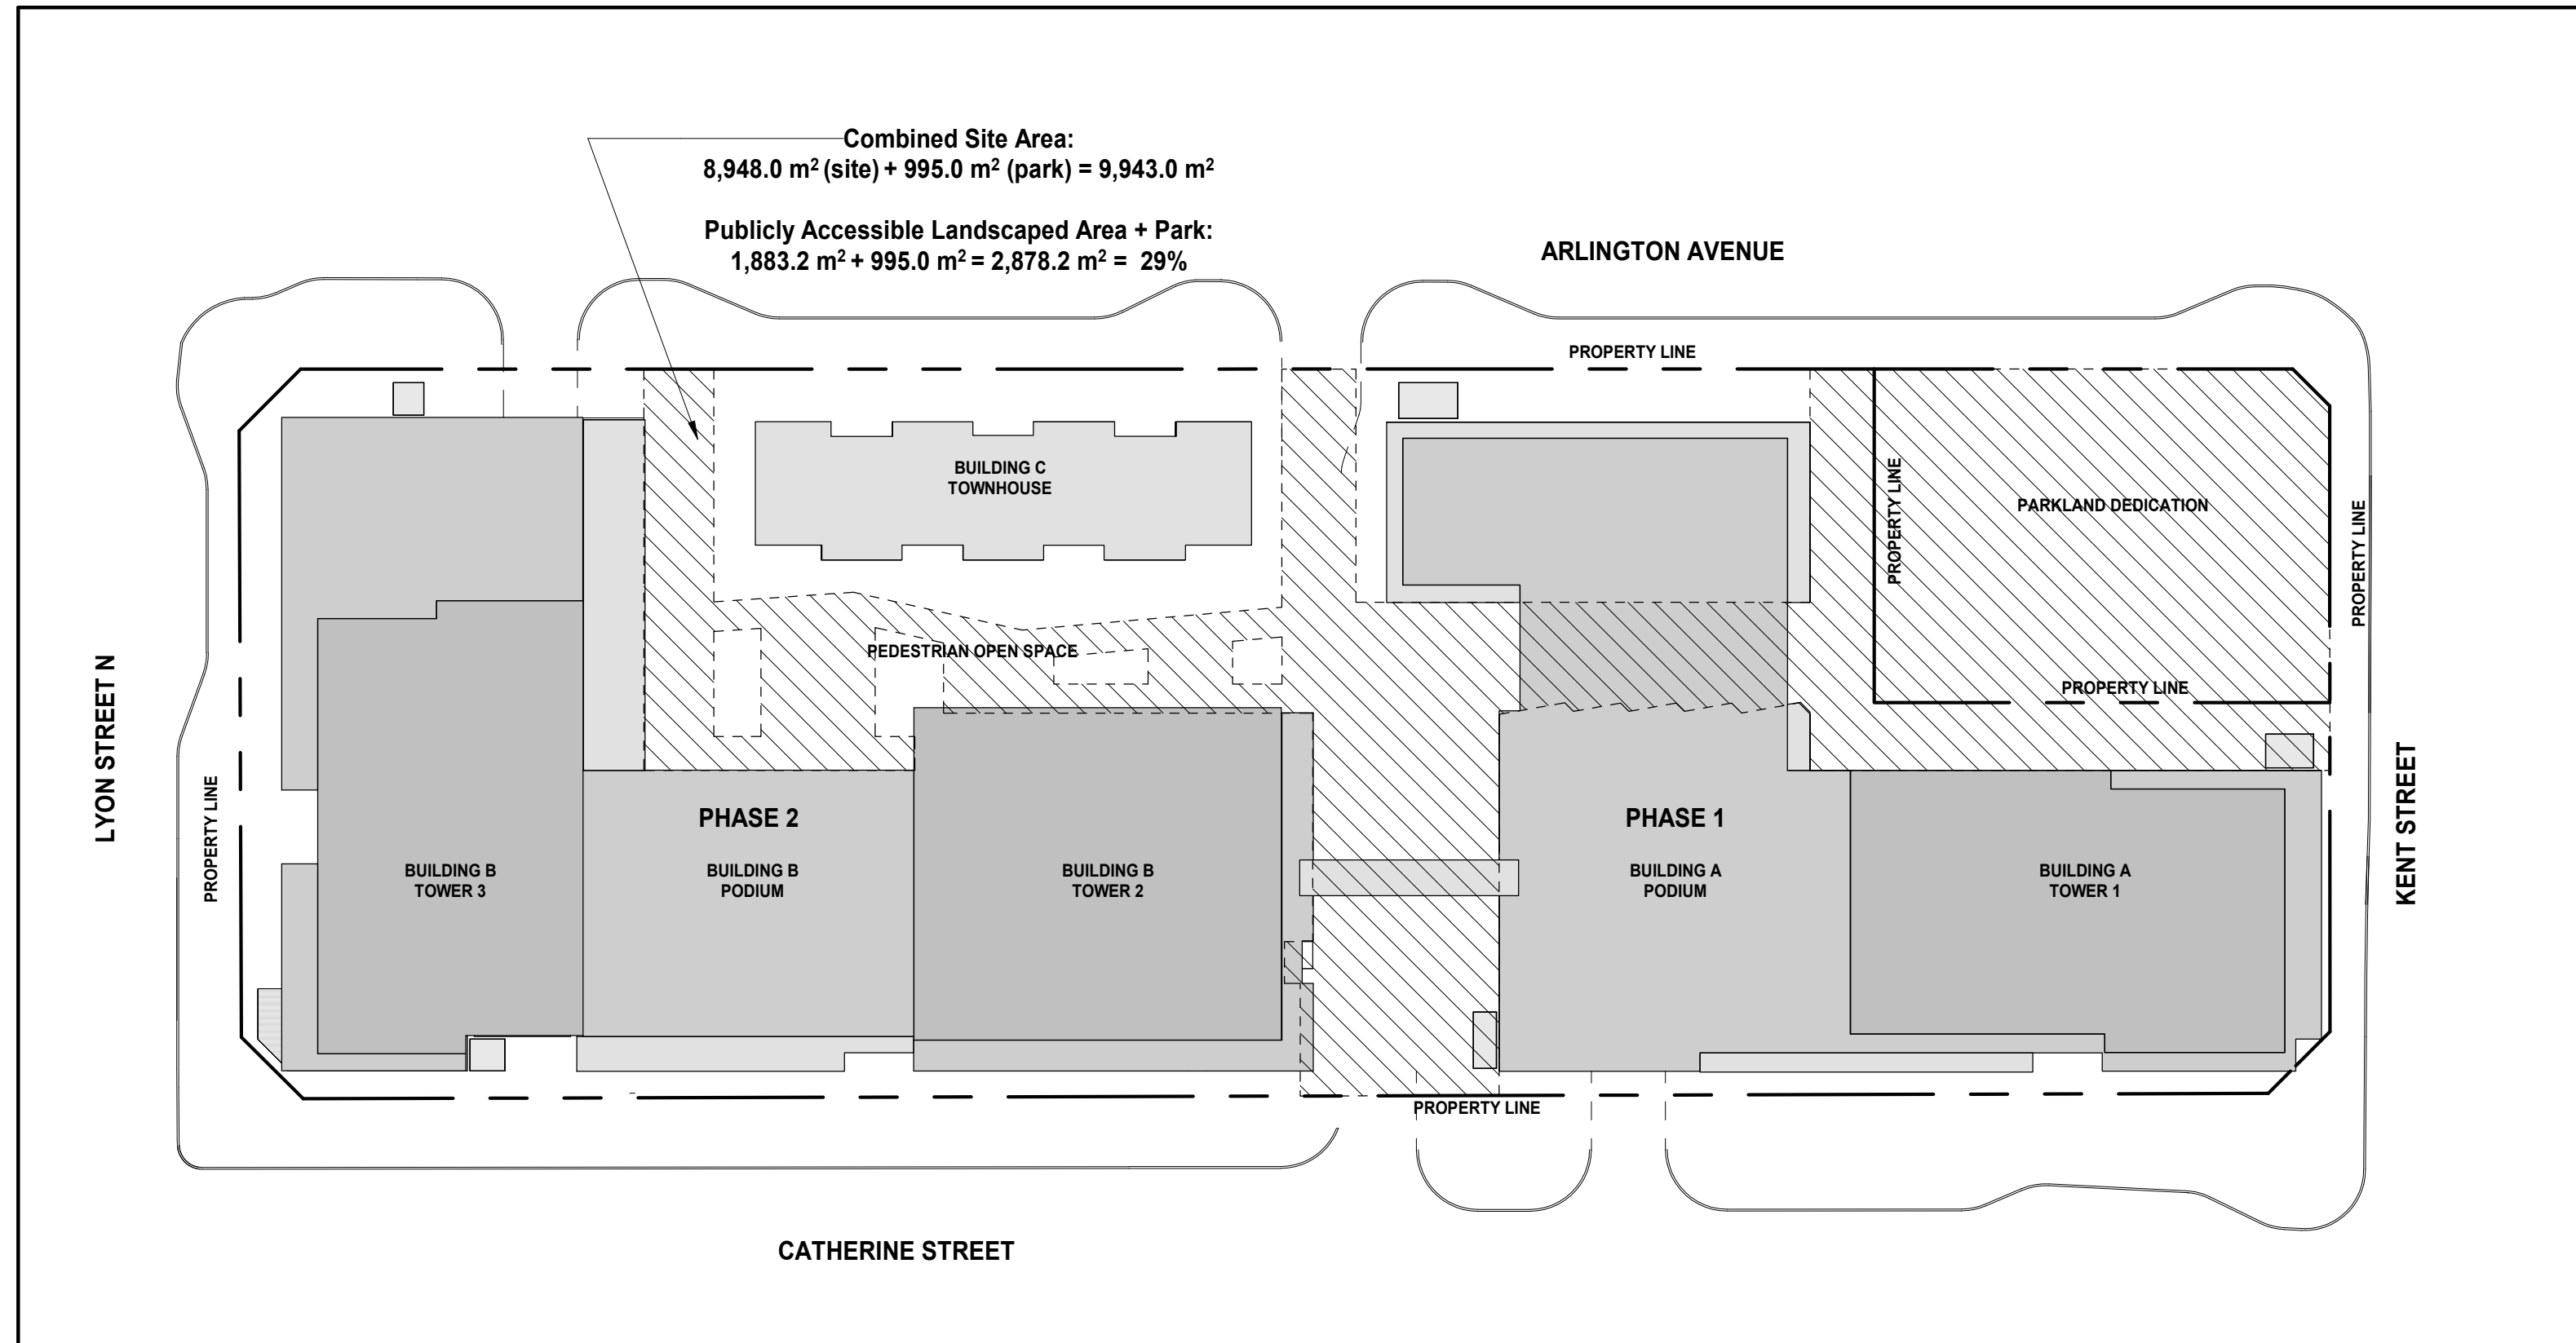 Combined Site Area:
8,948.0 m² (site) + 995.0 m² (park) = 9,943.0 m²
Publicly Accessible Landscaped Area + Park:
1,883.2 m² + 995.0 m² = 2,878.2 m² = 29%
ARLINGTON AVENUE
PROPERTY LINE
BUILDING C
TOWNHOUSE
PROPERTY LINE
PARKLAND DEDICATION
PROPERTY LINE
PEDESTRIAN OPEN SPACE
PROPERTY LINE
LYON STREET N
PROPERTY LINE
PHASE 2
PHASE 1
KENT STREET
BUILDING B
TOWER 3
BUILDING B
PODIUM
BUILDING B
TOWER 2
BUILDING A
PODIUM
BUILDING A
TOWER 1
PROPERTY LINE
CATHERINE STREET